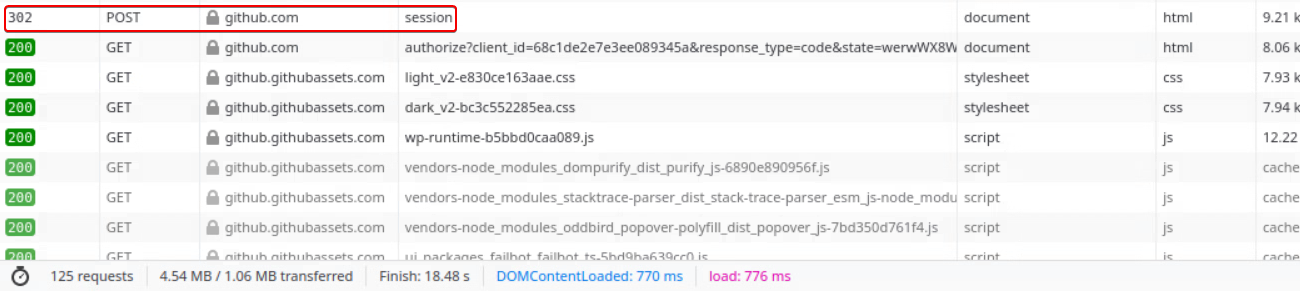 302 POST github.com session document html 9.21 k
200 GET github.com authorize?client_id=68c1de2e7e3ee089345a&response_type=code&state=werwWX8W document html 8.06 k
200 GET github.githubassets.com light_v2-e830ce163aae.css stylesheet css 7.93 k
200 GET github.githubassets.com dark_v2-bc3c552285ea.css stylesheet css 7.94 k
200 GET github.githubassets.com wp-runtime-b5bbd0caa089.js script js 12.22
200 GET github.githubassets.com vendors-node_modules_dompurify_dist_purify_js-6890e890956f.js script js cache
200 GET github.githubassets.com vendors-node_modules_stacktrace-parser_dist_stack-trace-parser_esm_js-node_modu script js cache
200 GET github.githubassets.com vendors-node_modules_oddbird_popover-polyfill_dist_popover_js-7bd350d761f4.js script js cache
200 GET github.githubassets.com ui_packages_failbot_failbot_ts-5bd9ba639cc0.js script js cache
125 requests 4.54 MB / 1.06 MB transferred Finish: 18.48 s DOMContentLoaded: 770 ms load: 776 ms